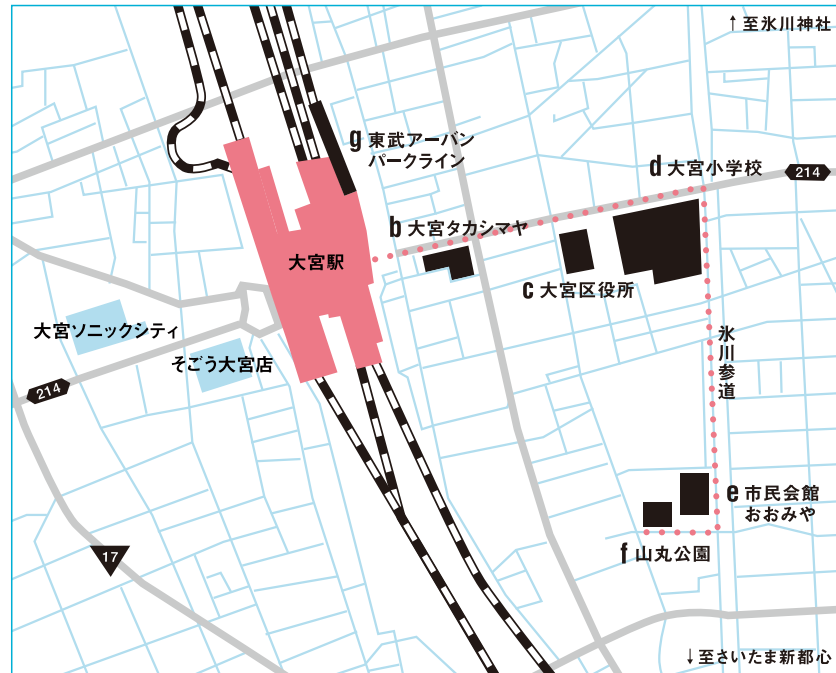 ↑至氷川神社
g 東武アーバン
パークライン
d 大宮小学校
214
b 大宮タカシマヤ
大宮駅
c 大宮区役所
大宮ソニックシティ
氷川参道
そごう大宮店
214
e 市民会館
おおみや
17
f 山丸公園
↓至さいたま新都心